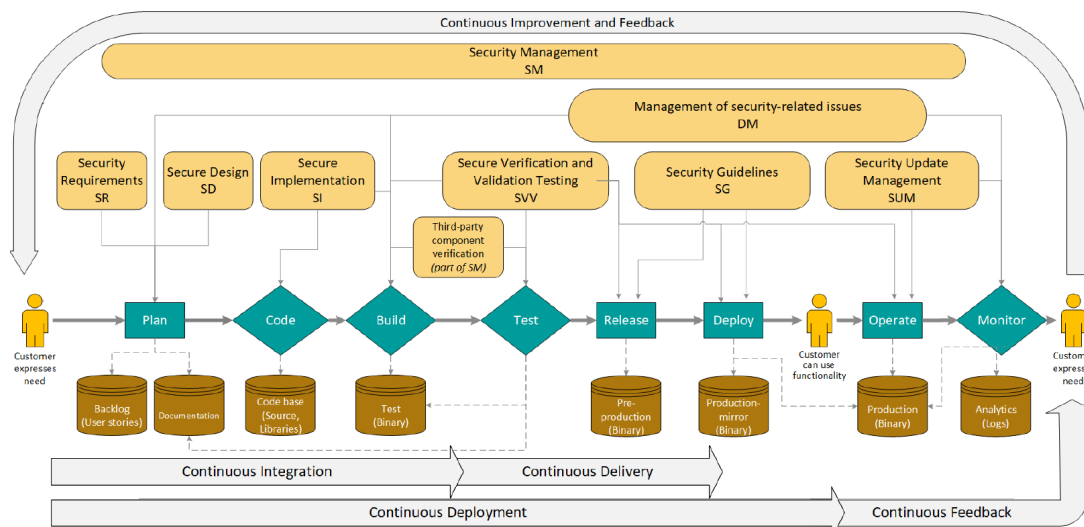 Continuous Improvement and Feedback
Security Management
SM
Management of security-related issues
DM
Security
Requirements
SR
Secure Design
SD
Secure
Implementation
SI
Secure Verification and
Validation Testing
SVV
Security Guidelines
SG
Security Update
Management
SUM
Third-party
component
verification
(part of SM)
Plan
Code
Build
Test
Release
Deploy
Operate
Monitor
Customer
expresses
need
Customer
can use
functionality
Customer
expresses
need
Backlog
(User stories)
Documentation
Code base
(Source,
Libraries)
Test
(Binary)
Pre-
production
(Binary)
Production-
mirror
(Binary)
Production
(Binary)
Analytics
(Logs)
Continuous Integration
Continuous Delivery
Continuous Deployment
Continuous Feedback